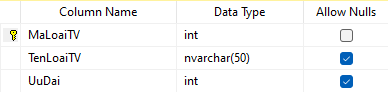 Column Name Data Type Allow Nulls
MaLoaiTV int
TenLoaiTV nvarchar(50)
UuDai int